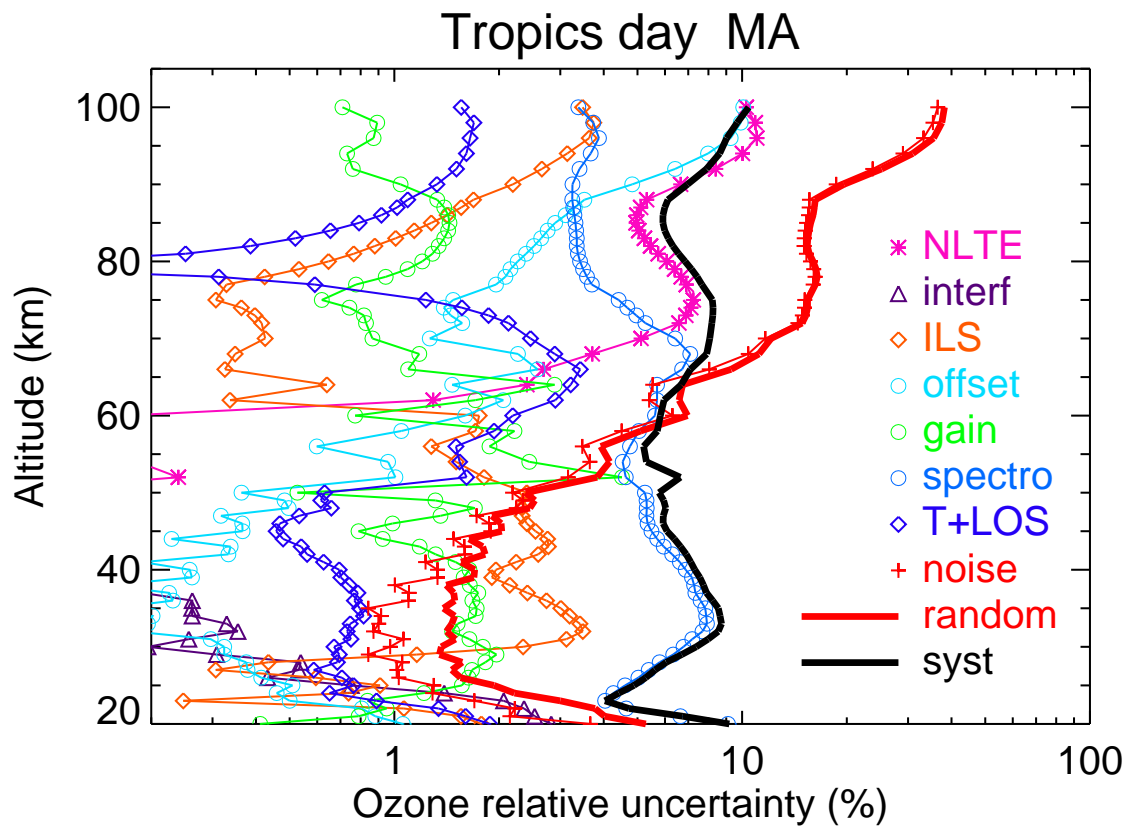 Tropics day MA
100
80
60
40
20
Altitude (km)
NLTE
interf
ILS
offset
gain
spectro
T+LOS
noise
random
syst
1
10
100
Ozone relative uncertainty (%)